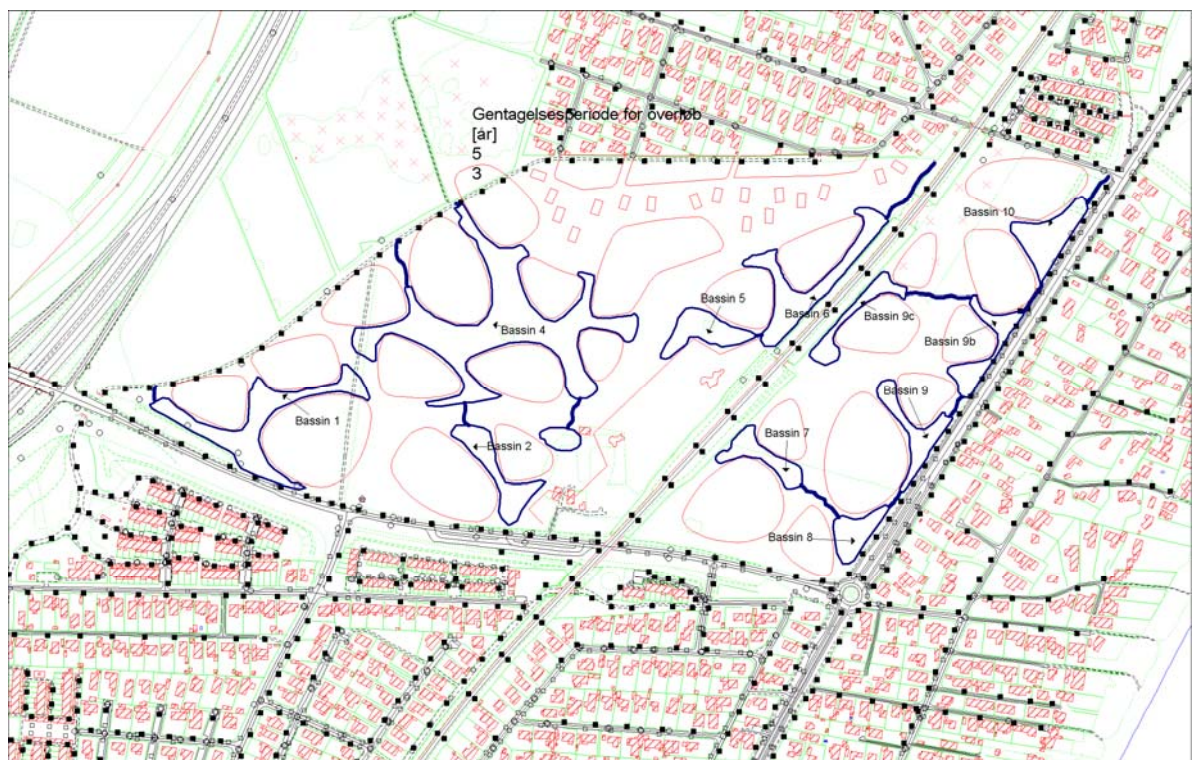 Gentagelsesperiode for overløb
[år]
5
3
Bassin 10
Bassin 5
Bassin 6
Bassin 9c
Bassin 4
Bassin 9b
Bassin 9
Bassin 1
Bassin 7
Bassin 2
Bassin 8